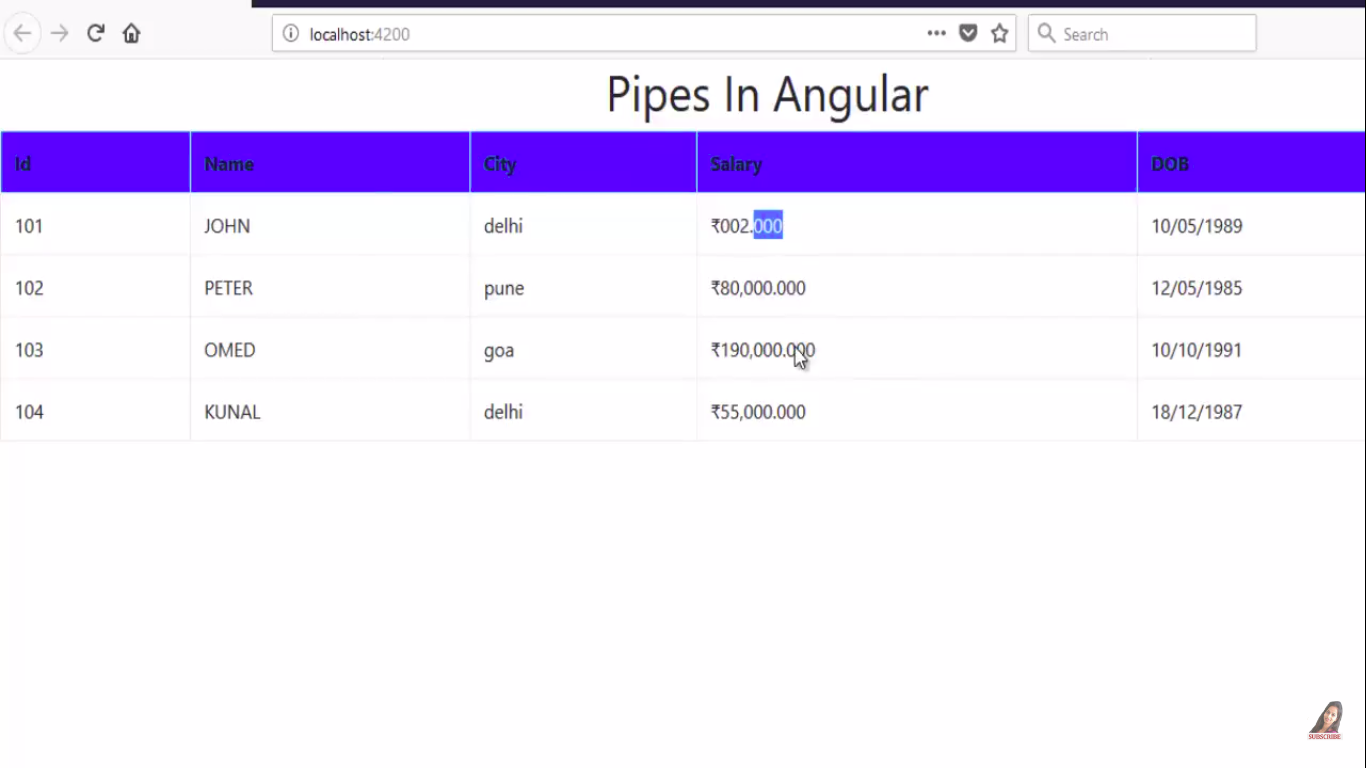 localhost:4200 Search
Pipes In Angular
Id Name City Salary DOB
101 JOHN delhi ₹002.000 10/05/1989
102 PETER pune ₹80,000.000 12/05/1985
103 OMED goa ₹190,000.000 10/10/1991
104 KUNAL delhi ₹55,000.000 18/12/1987
SUBSCRIBE